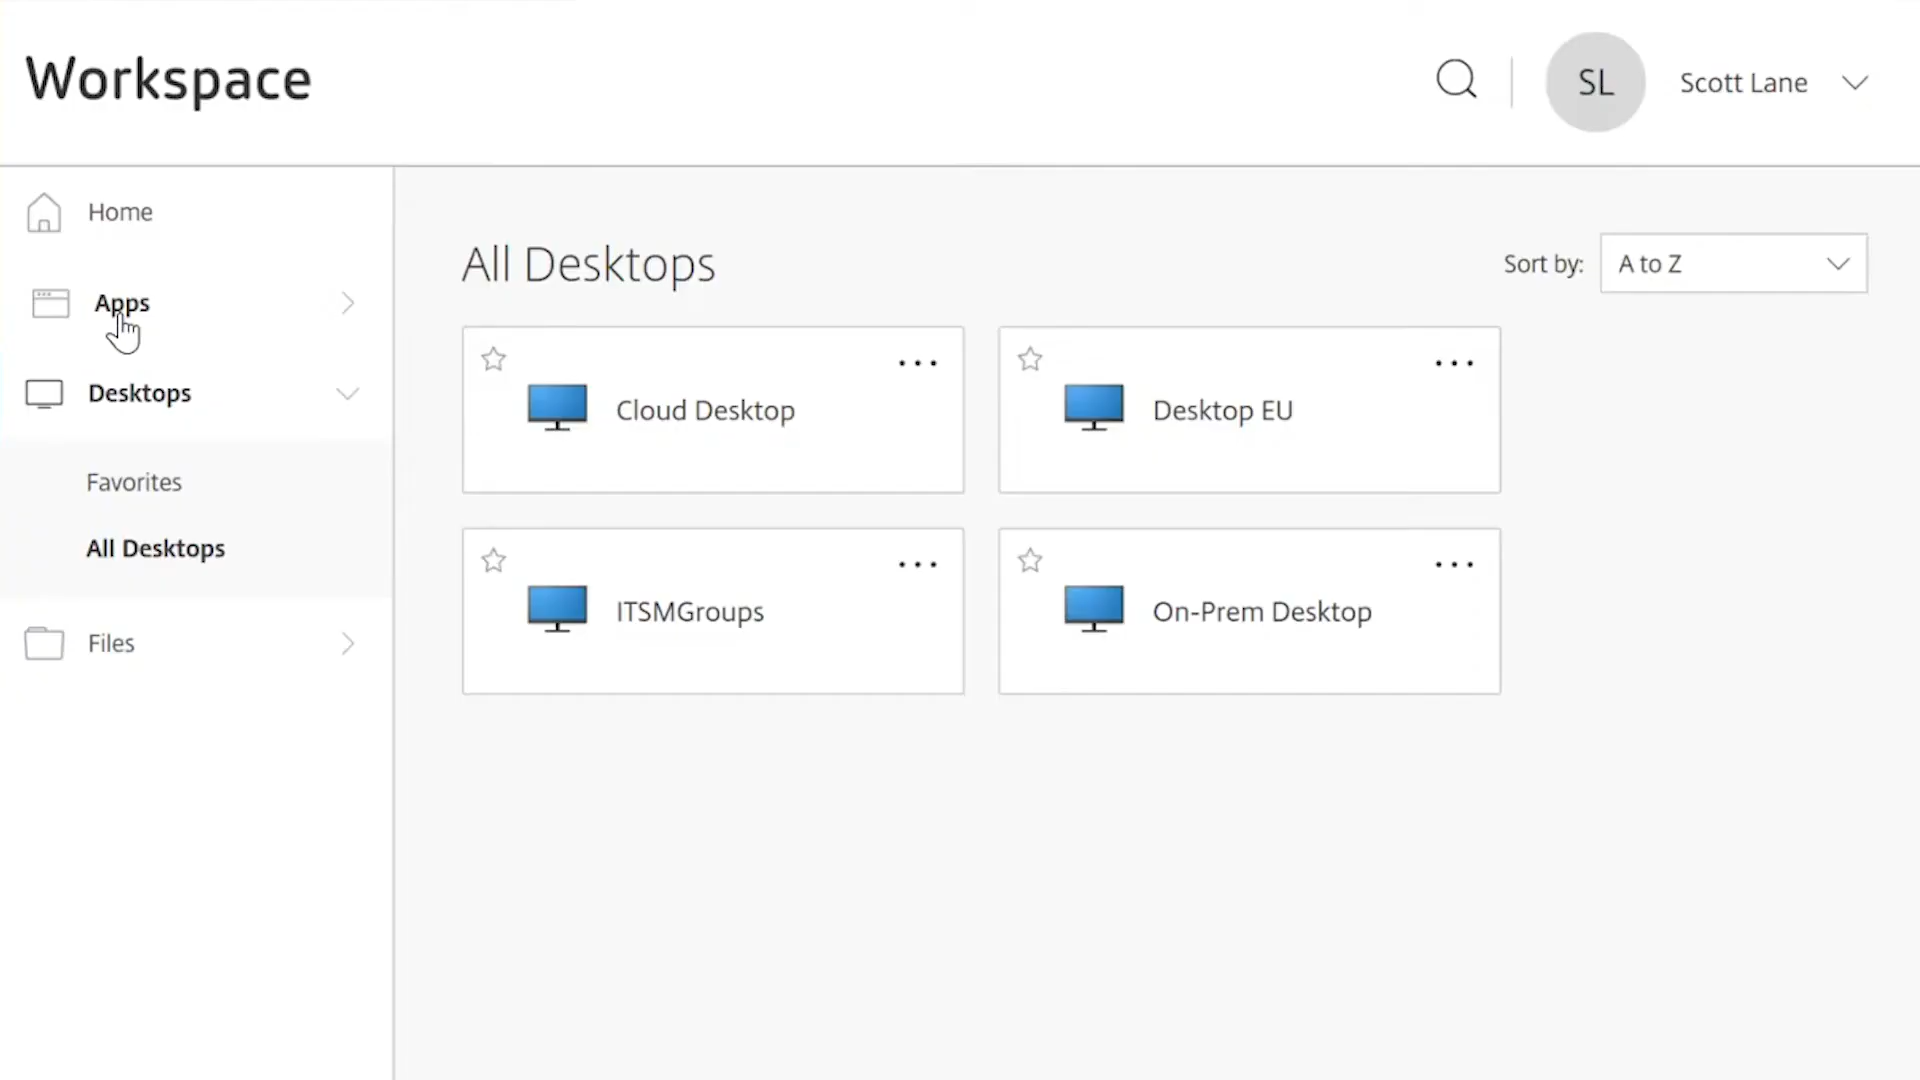 Workspace
SL
Scott Lane
Home
Apps
Desktops
Favorites
All Desktops
Files
All Desktops
Sort by:
A to Z
Cloud Desktop
Desktop EU
ITSMGroups
On-Prem Desktop